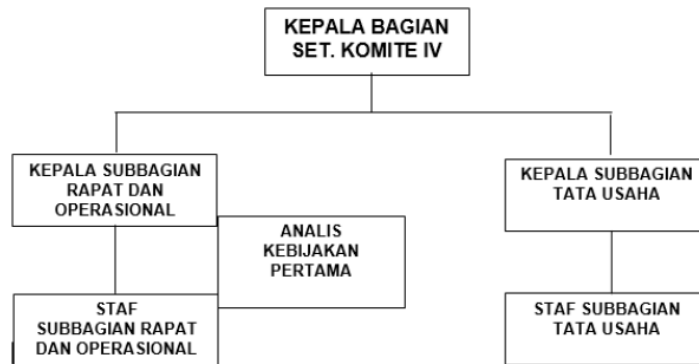 KEPALA BAGIAN
SET. KOMITE IV
KEPALA SUBBAGIAN
RAPAT DAN
OPERASIONAL
KEPALA SUBBAGIAN
TATA USAHA
ANALIS
KEBIJAKAN
PERTAMA
STAF
SUBBAGIAN RAPAT
DAN OPERASIONAL
STAF SUBBAGIAN
TATA USAHA